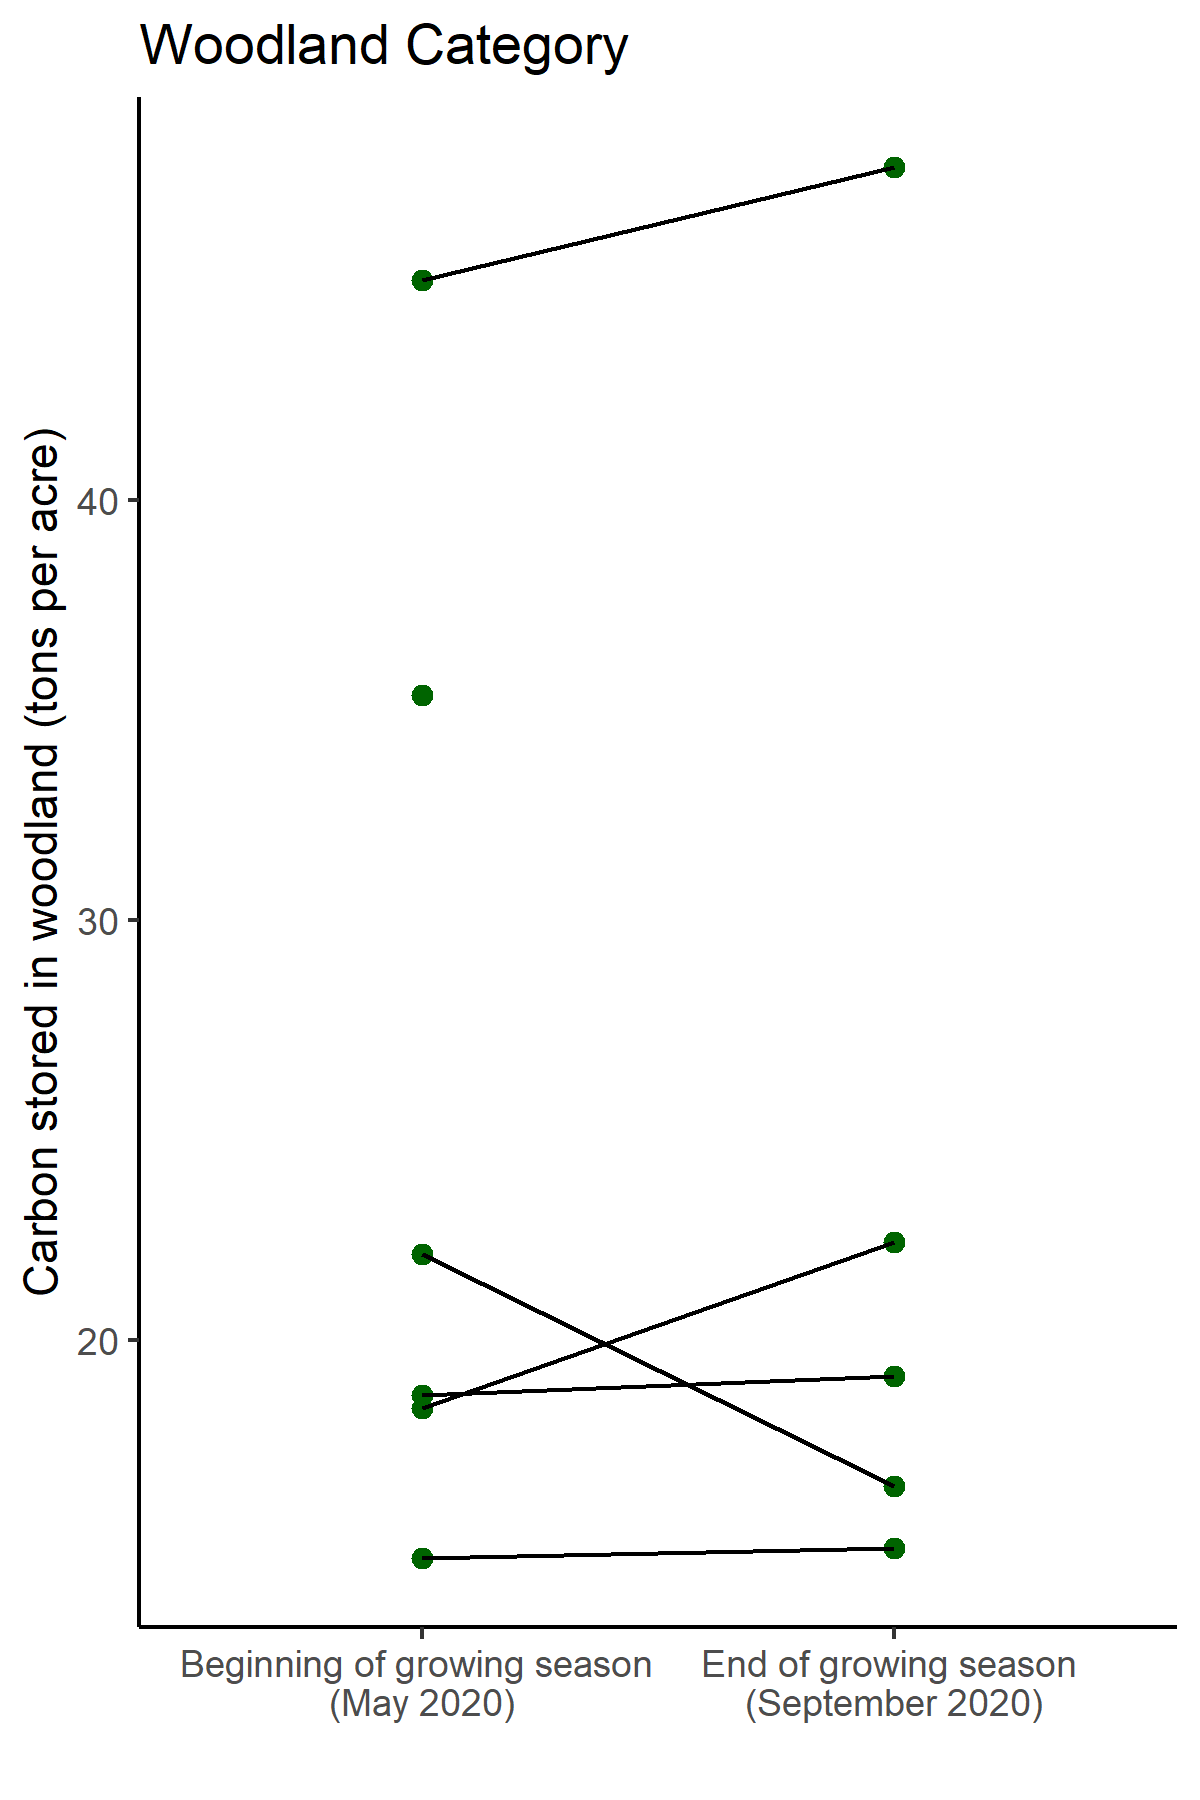 Woodland Category
Carbon stored in woodland (tons per acre)
40
30
20
Beginning of growing season
(May 2020)
End of growing season
(September 2020)